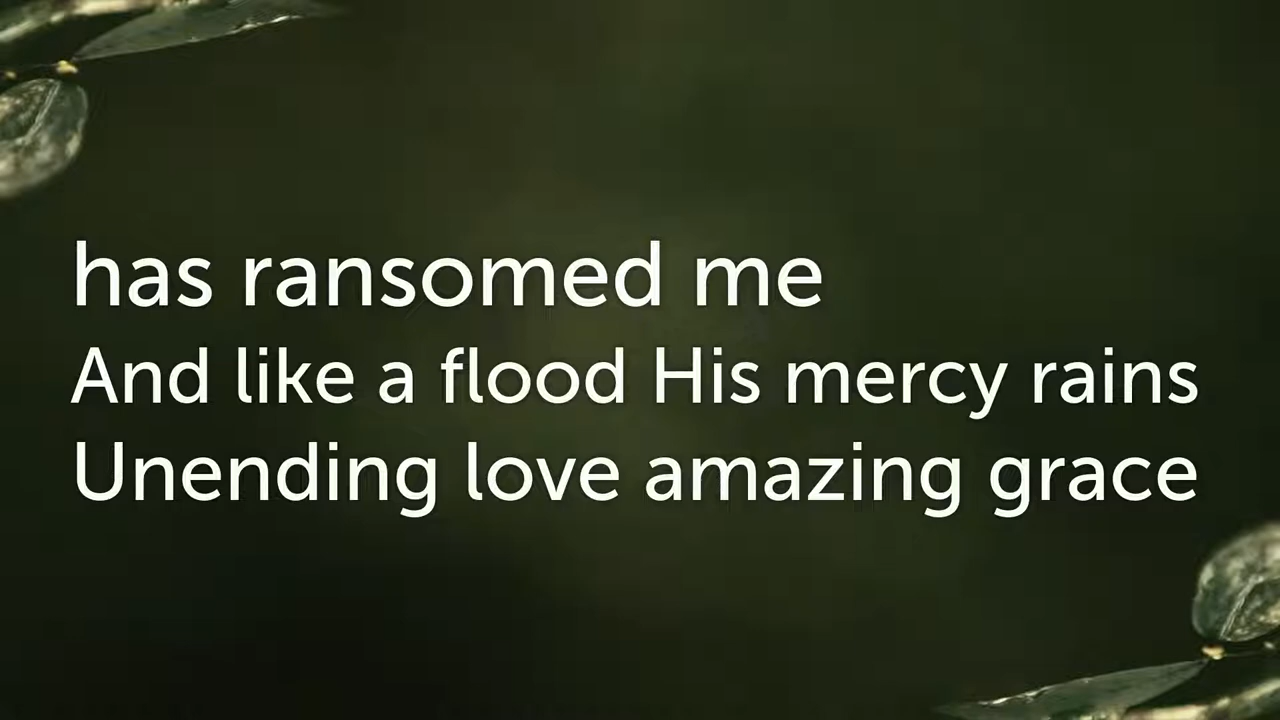 has ransomed me
And like a flood His mercy rains
Unending love amazing grace